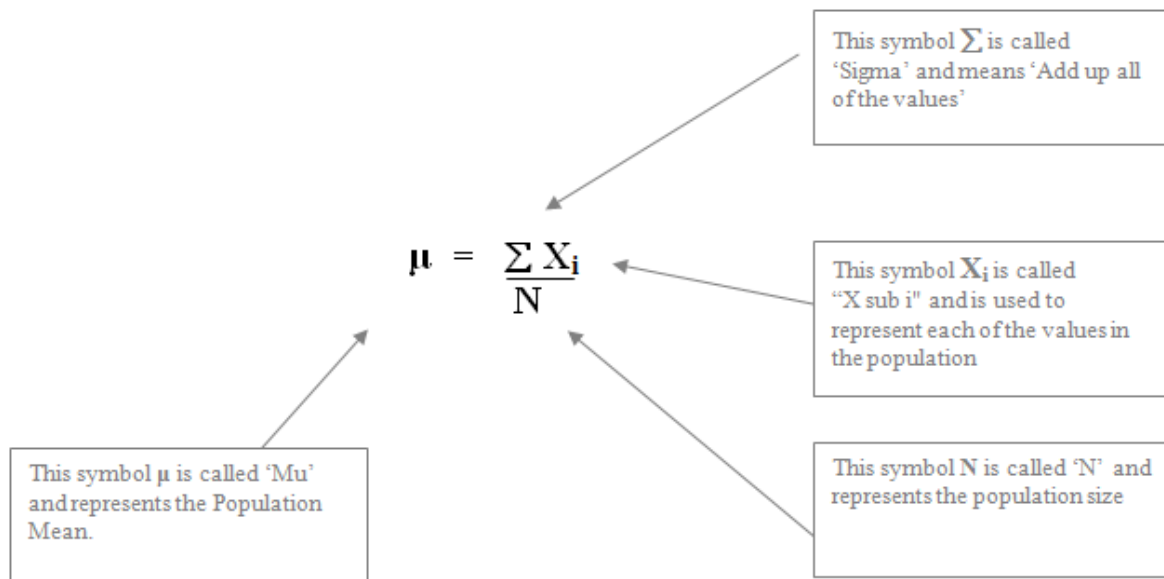 This symbol ∑ is called
‘Sigma’ and means ‘Add up all
of the values’
µ = ∑ Xi
N
This symbol Xi is called
“X sub i" and is used to
represent each of the values in
the population
This symbol µ is called ‘Mu’
and represents the Population
Mean.
This symbol N is called ‘N’ and
represents the population size